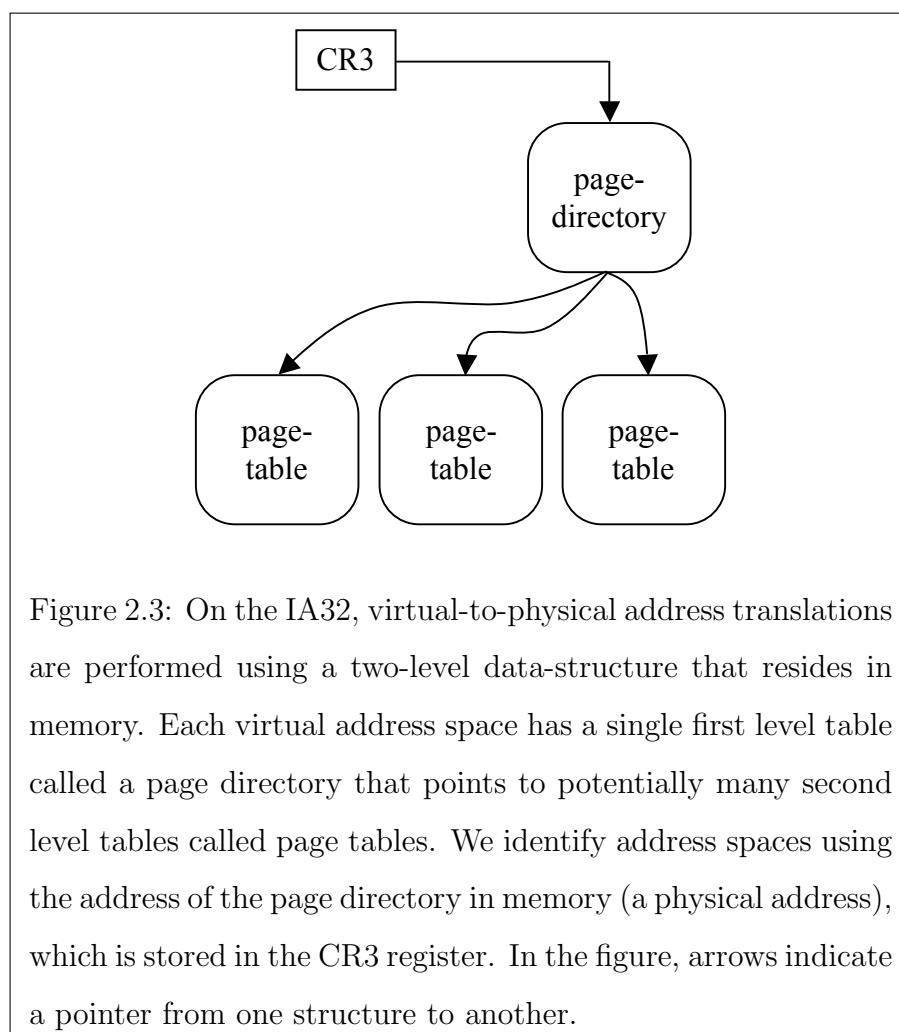 CR3
page-
directory
page-
table
page-
table
page-
table
Figure 2.3: On the IA32, virtual-to-physical address translations
are performed using a two-level data-structure that resides in
memory. Each virtual address space has a single first level table
called a page directory that points to potentially many second
level tables called page tables. We identify address spaces using
the address of the page directory in memory (a physical address),
which is stored in the CR3 register. In the figure, arrows indicate
a pointer from one structure to another.